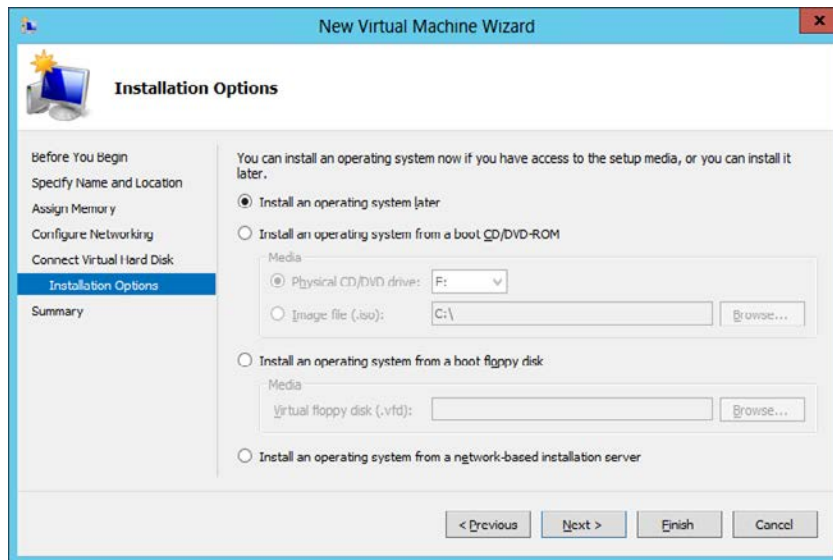 New Virtual Machine Wizard
x
Installation Options
Before You Begin
Specify Name and Location
Assign Memory
Configure Networking
Connect Virtual Hard Disk
Installation Options
Summary
You can install an operating system now if you have access to the setup media, or you can install it
later.
Install an operating system later
Install an operating system from a boot CD/DVD-ROM
Media
Physical CD/DVD drive: F:
Image file (.iso): C:\ Browse...
Install an operating system from a boot floppy disk
Media
Virtual floppy disk (.vfd): Browse...
Install an operating system from a network-based installation server
< Previous Next > Finish Cancel